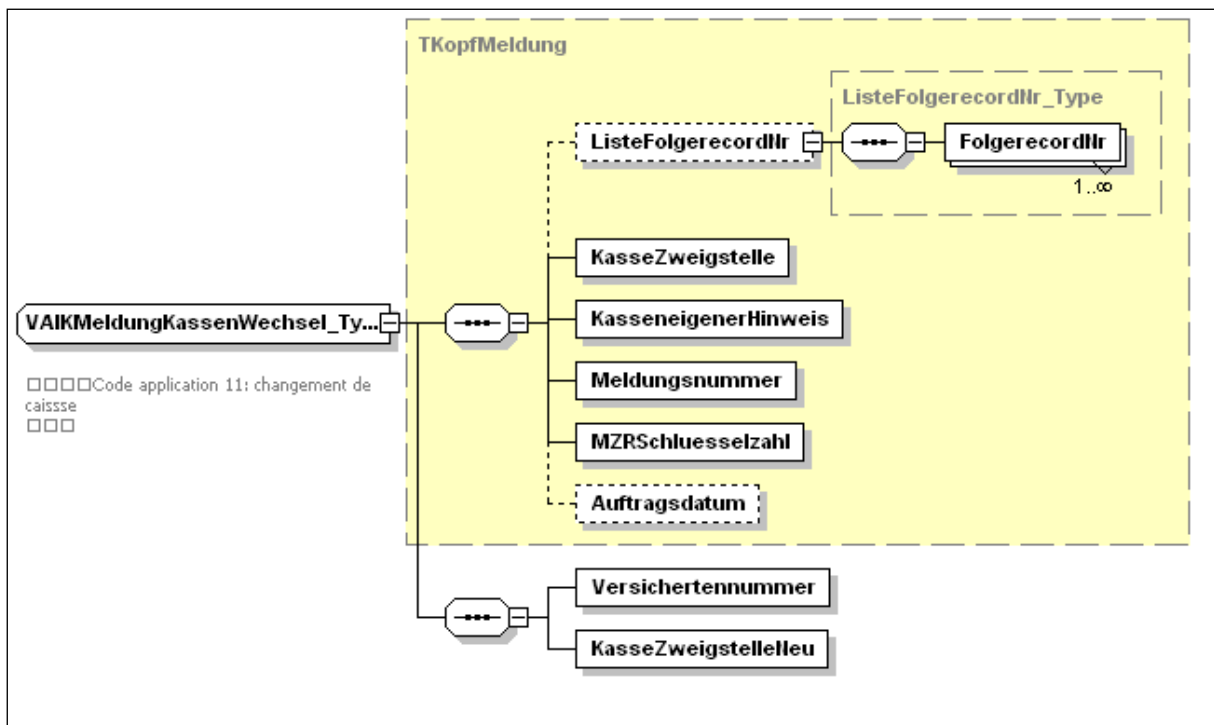 TKopfMeldung
ListeFolgerecordNr_Type
ListeFolgerecordNr
FolgerecordNr
1..∞
KasseZweigstelle
VAIKMeldungKassenWechsel_Ty...
KasseneigenerHinweis
Code application 11: changement de
caissse
Meldungsnummer
MZRSchluesselzahl
Auftragsdatum
Versichertennummer
KasseZweigstelleNeu